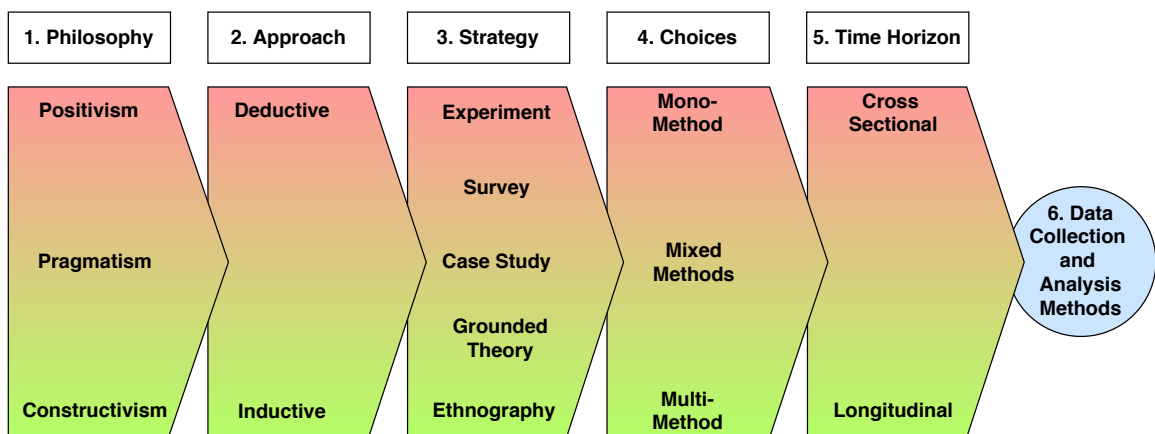 1. Philosophy
2. Approach
3. Strategy
4. Choices
5. Time Horizon
Positivism
Pragmatism
Constructivism
Deductive
Inductive
Experiment
Survey
Case Study
Grounded
Theory
Ethnography
Mono-
Method
Mixed
Methods
Multi-
Method
Cross
Sectional
Longitudinal
6. Data
Collection
and
Analysis
Methods